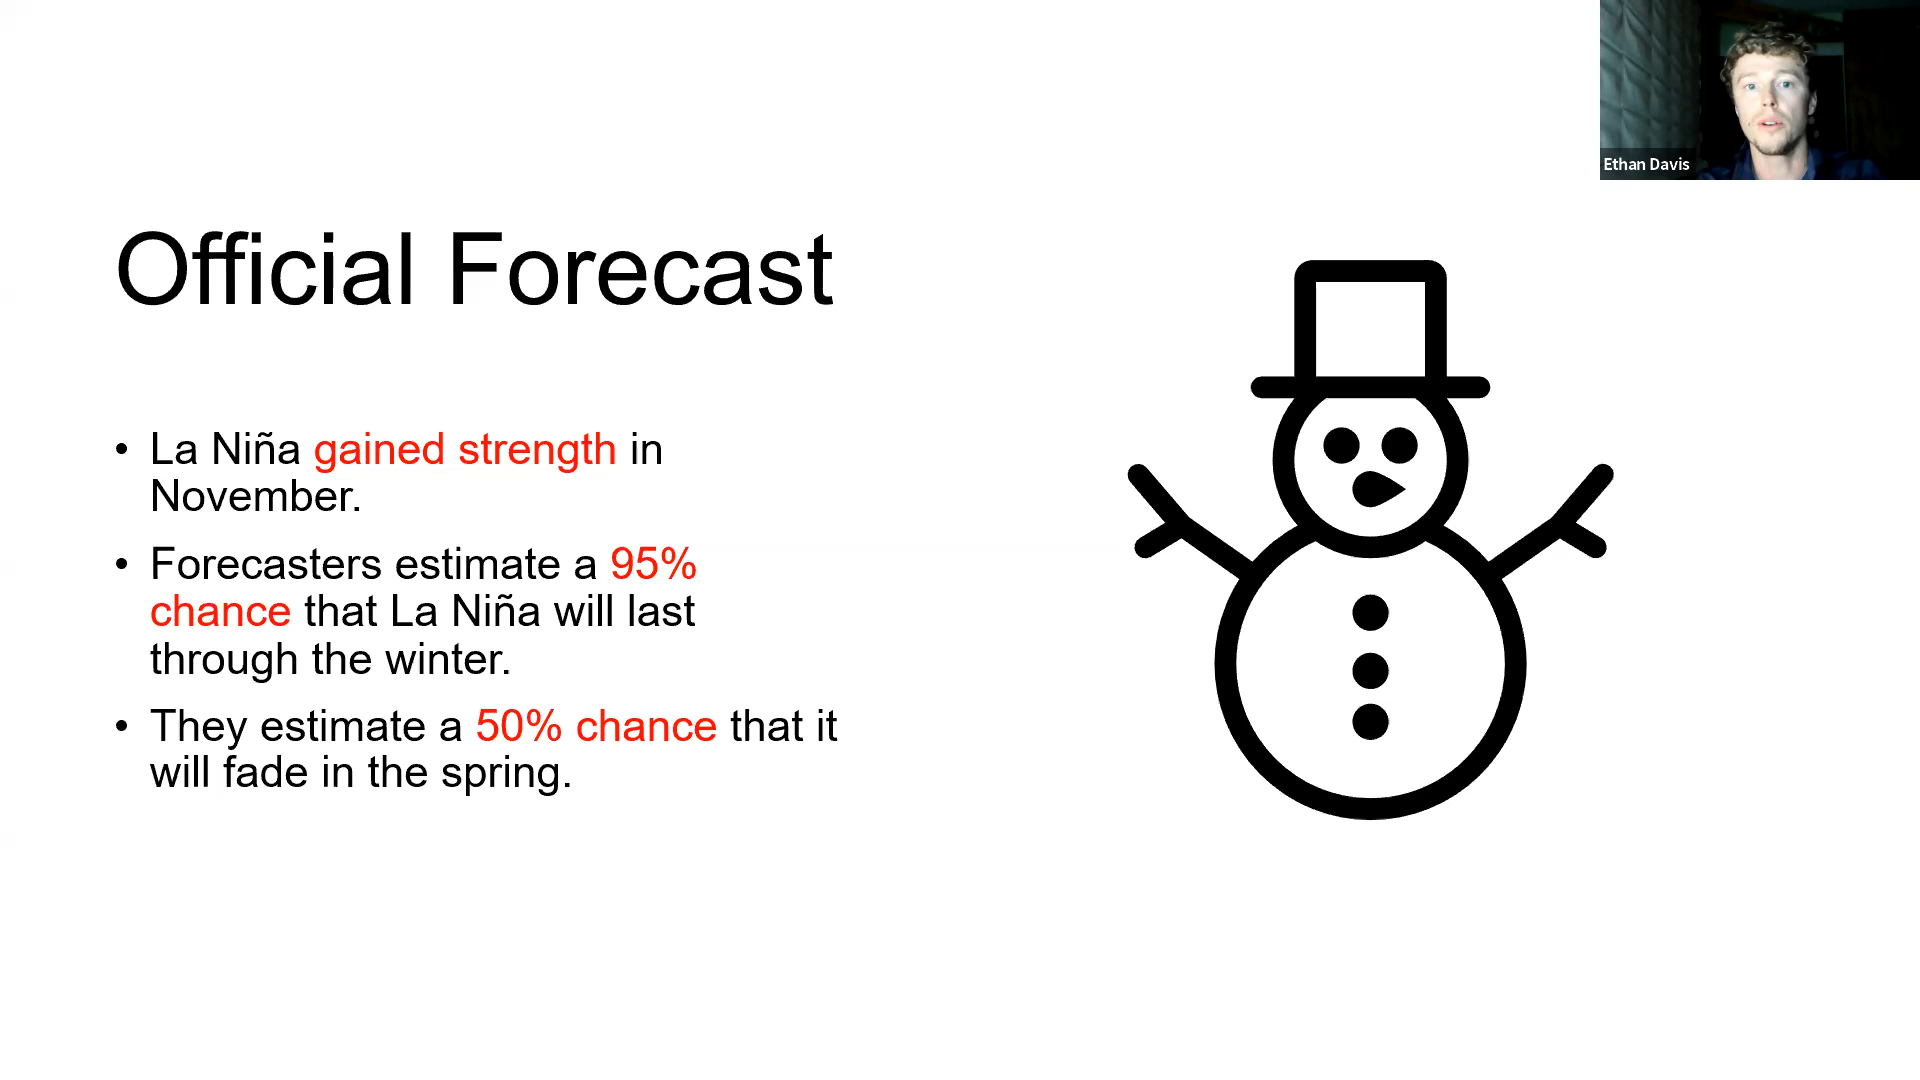 Ethan Davis
Official Forecast
• La Niña gained strength in
November.
• Forecasters estimate a 95%
chance that La Niña will last
through the winter.
• They estimate a 50% chance that it
will fade in the spring.